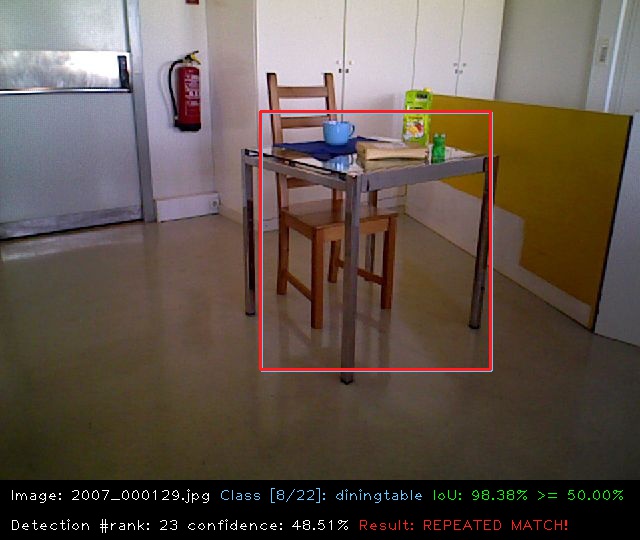 Image: 2007_000129.jpg Class [8/22]: diningtable IoU: 98.38% >= 50.00%
Detection #rank: 23 confidence: 48.51% Result: REPEATED MATCH!